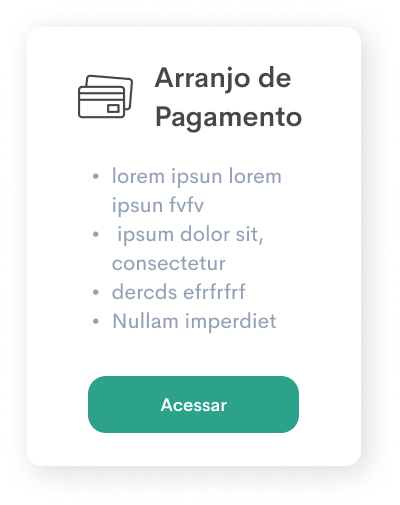 Arranjo de
Pagamento
• lorem ipsun lorem
ipsun fvfv
• ipsum dolor sit,
consectetur
• dercds efrfrfrf
• Nullam imperdiet
Acessar